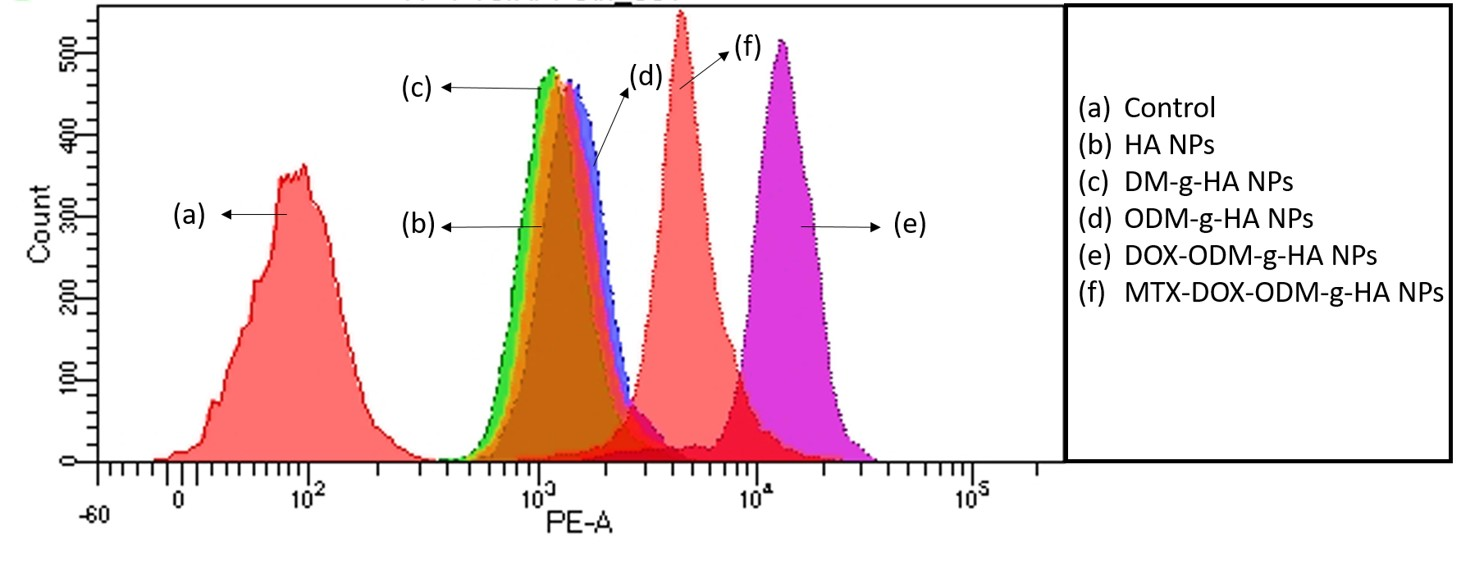 500
400
300
200
100
0
Count
(a)
(b)
(c)
(d)
(e)
(f)
-60
0
10²
10³
10⁴
10⁵
PE-A
(a) Control
(b) HA NPs
(c) DM-g-HA NPs
(d) ODM-g-HA NPs
(e) DOX-ODM-g-HA NPs
(f) MTX-DOX-ODM-g-HA NPs